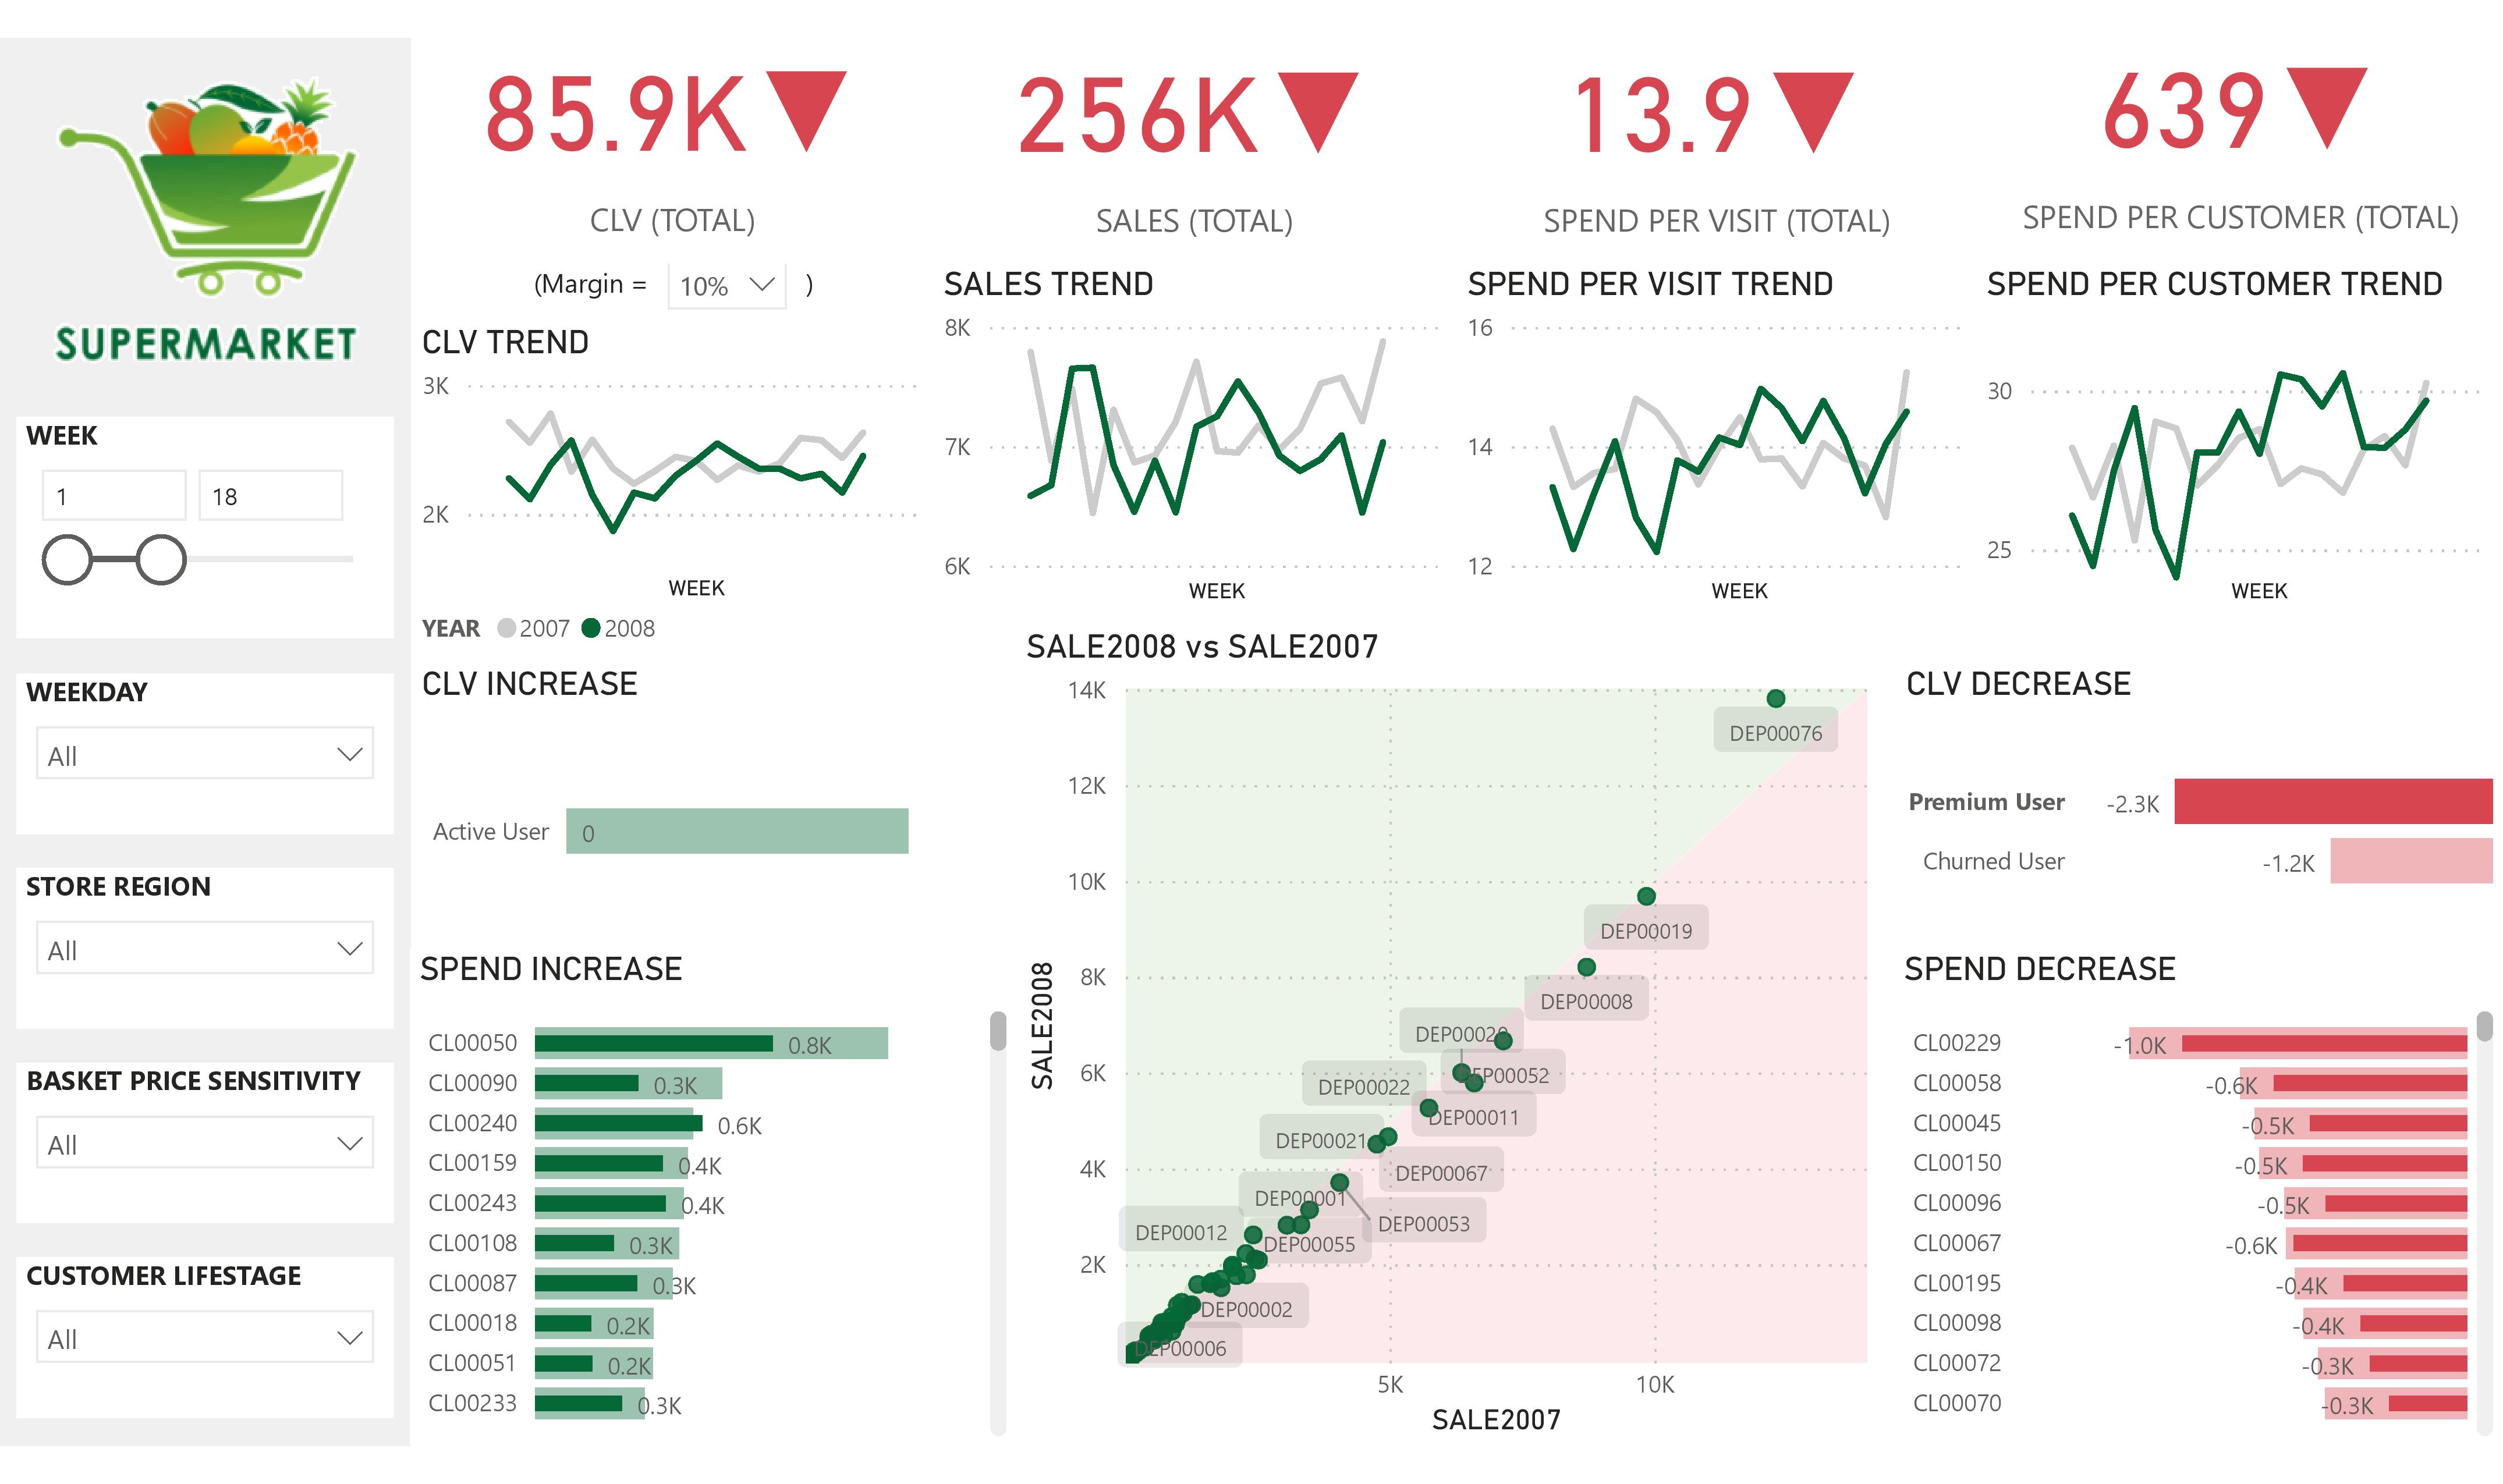 SUPERMARKET
WEEK
1 18
WEEKDAY
All
STORE REGION
All
BASKET PRICE SENSITIVITY
All
CUSTOMER LIFESTAGE
All
85.9K
CLV (TOTAL)
(Margin = 10% )
CLV TREND
3K
2K
WEEK
YEAR 2007 2008
256K
SALES (TOTAL)
SALES TREND
8K
7K
6K
WEEK
13.9
SPEND PER VISIT (TOTAL)
SPEND PER VISIT TREND
16
14
12
WEEK
639
SPEND PER CUSTOMER (TOTAL)
SPEND PER CUSTOMER TREND
30
25
WEEK
CLV INCREASE
Active User 0
SPEND INCREASE
CL00050 0.8K
CL00090 0.3K
CL00240 0.6K
CL00159 0.4K
CL00243 0.4K
CL00108 0.3K
CL00087 0.3K
CL00018 0.2K
CL00051 0.2K
CL00233 0.3K
SALE2008 vs SALE2007
SALE2008
14K
12K
10K
8K
6K
4K
2K
DEP00076
DEP00019
DEP00008
DEP00020
DEP00052
DEP00022
DEP00011
DEP00021
DEP00067
DEP00001
DEP00053
DEP00012
DEP00055
DEP00002
DEP00006
5K 10K
SALE2007
CLV DECREASE
Premium User -2.3K
Churned User -1.2K
SPEND DECREASE
CL00229 -1.0K
CL00058 -0.6K
CL00045 -0.5K
CL00150 -0.5K
CL00096 -0.5K
CL00067 -0.6K
CL00195 -0.4K
CL00098 -0.4K
CL00072 -0.3K
CL00070 -0.3K